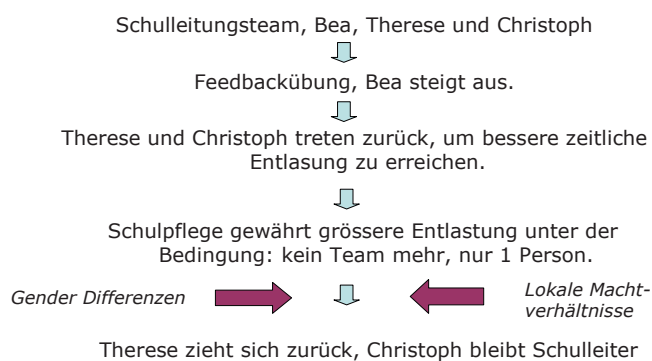 Schulleitungsteam, Bea, Therese und Christoph
Feedbackübung, Bea steigt aus.
Therese und Christoph treten zurück, um bessere zeitliche
Entlasung zu erreichen.
Schulpflege gewährt grössere Entlastung unter der
Bedingung: kein Team mehr, nur 1 Person.
Gender Differenzen
Lokale Macht-
verhältnisse
Therese zieht sich zurück, Christoph bleibt Schulleiter